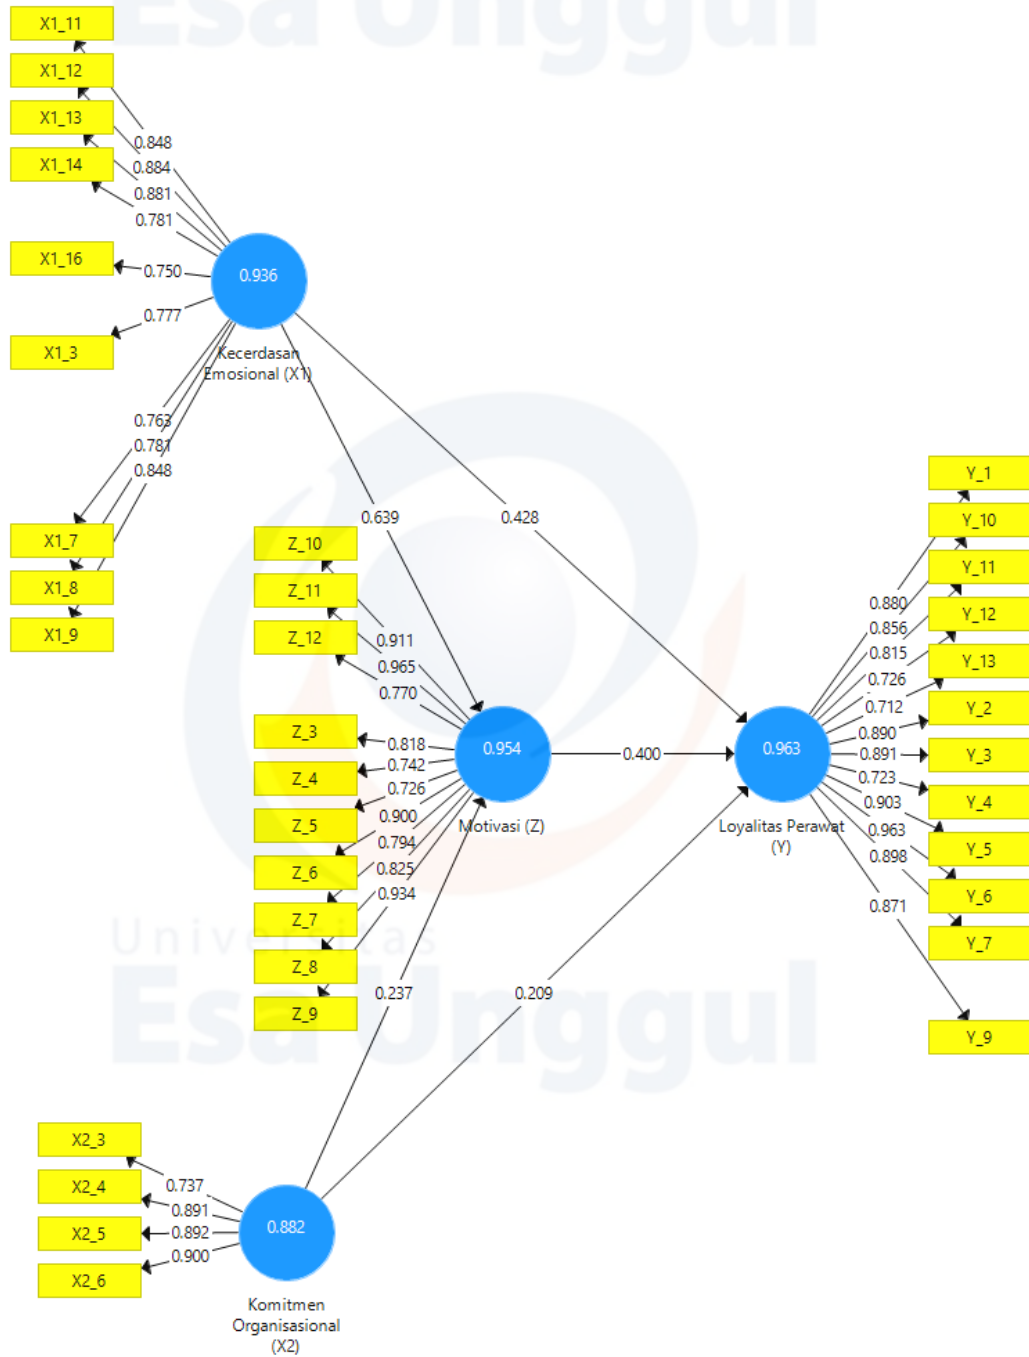 Esa Unggul
X1_11
X1_12
X1_13
X1_14
X1_16
X1_3
X1_7
X1_8
X1_9
0.848
0.884
0.881
0.781
0.750
0.777
0.763
0.781
0.848
0.936
Kecerdasan
Emosional (X1)
0.639
0.428
Z_10
Z_11
Z_12
Z_3
Z_4
Z_5
Z_6
Z_7
Z_8
Z_9
0.911
0.965
0.770
0.818
0.742
0.726
0.900
0.794
0.825
0.934
0.954
Motivasi (Z)
0.400
0.963
Loyalitas Perawat
(Y)
0.880
0.856
0.815
0.726
0.712
0.890
0.891
0.723
0.903
0.963
0.898
0.871
Y_1
Y_10
Y_11
Y_12
Y_13
Y_2
Y_3
Y_4
Y_5
Y_6
Y_7
Y_9
Universitas
Esa Unggul
0.237
0.209
X2_3
X2_4
X2_5
X2_6
0.737
0.891
0.892
0.900
0.882
Komitmen
Organisasional
(X2)